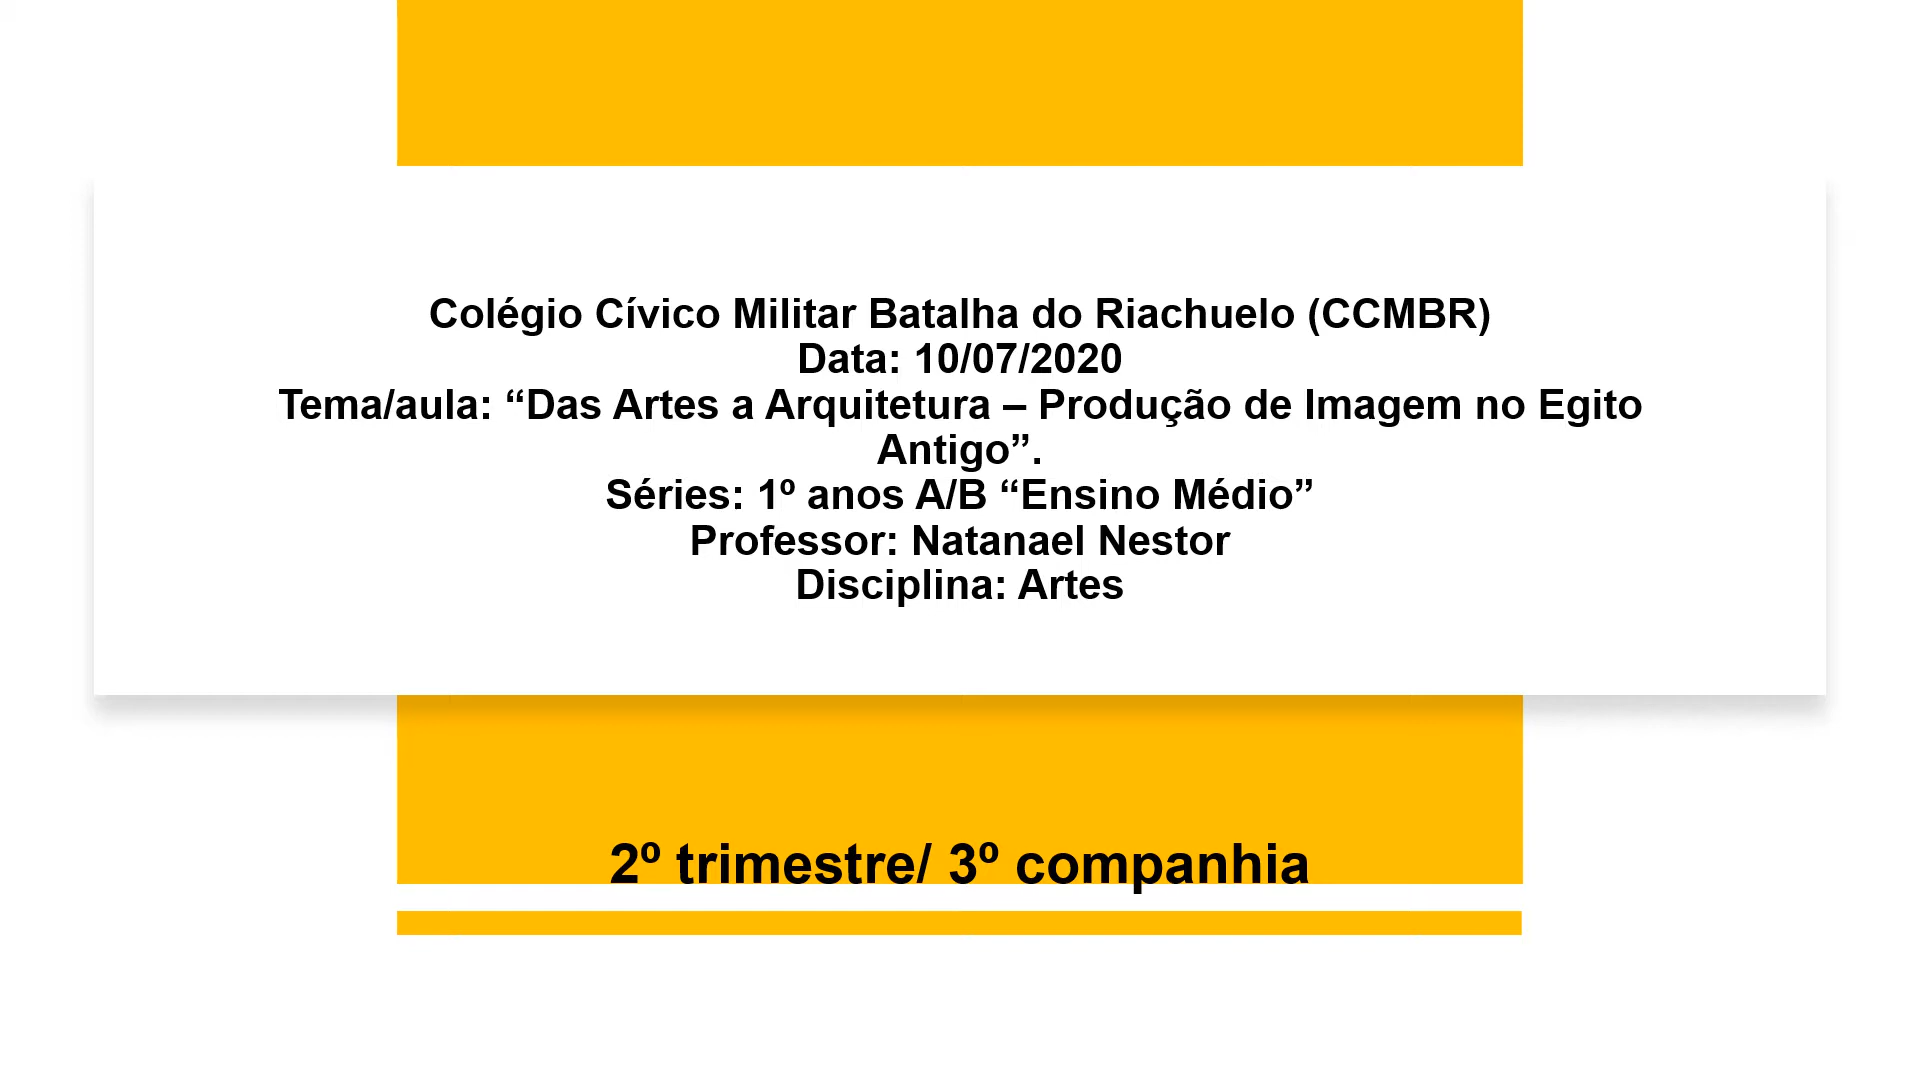 Colégio Cívico Militar Batalha do Riachuelo (CCMBR)
Data: 10/07/2020
Tema/aula: “Das Artes a Arquitetura – Produção de Imagem no Egito
Antigo”.
Séries: 1º anos A/B “Ensino Médio”
Professor: Natanael Nestor
Disciplina: Artes
2º trimestre/ 3º companhia